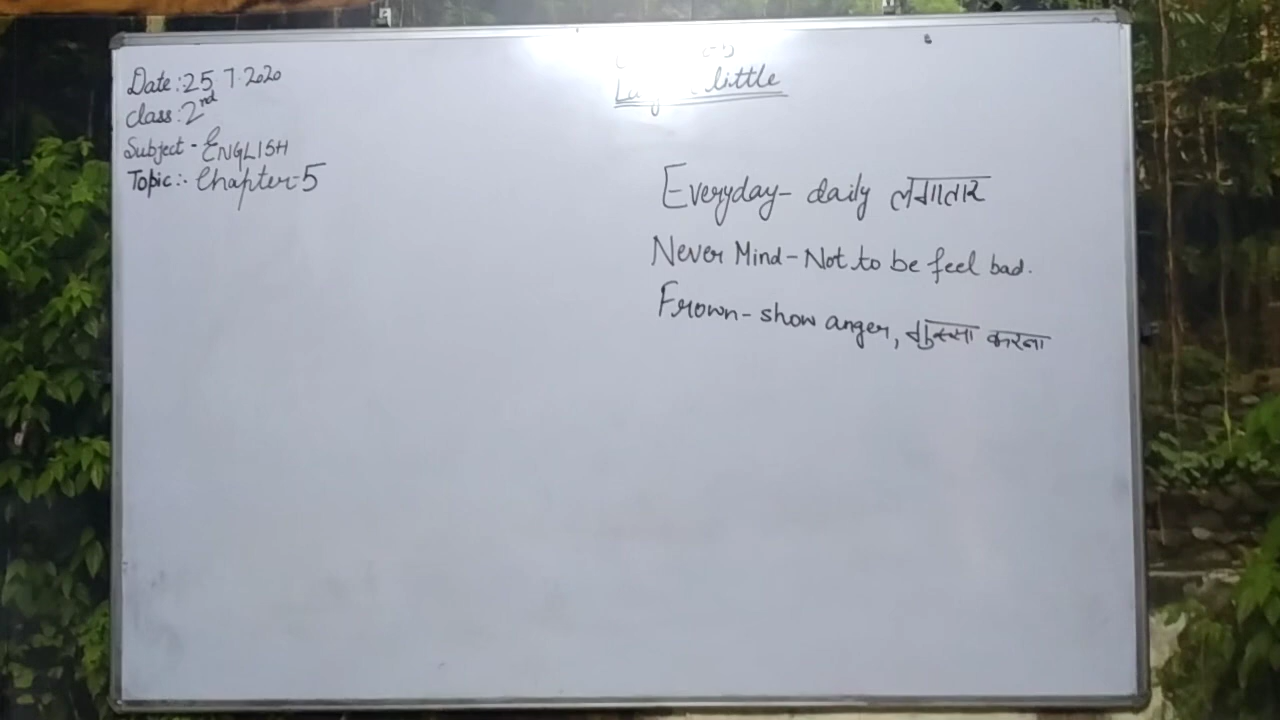 Date:25 7.2020
Class:2nd
Subject - ENGLISH
Topic:- Chapter-5
little
Everyday- daily लगातार
Never Mind-Not to be feel bad.
Frown- show anger, गुस्सा करना